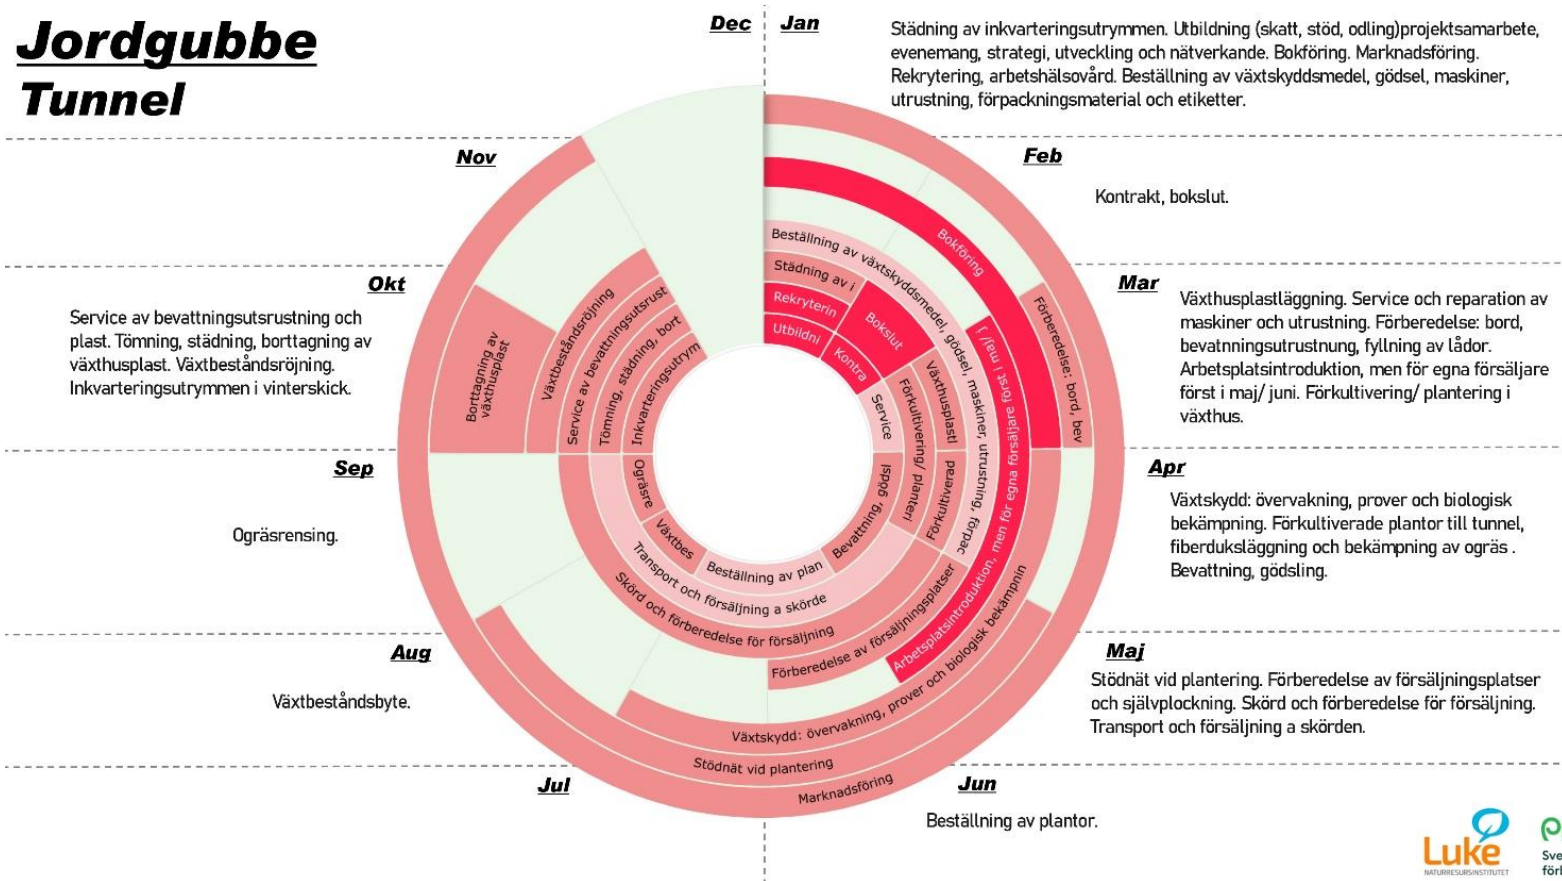 Jordgubbe
Tunnel
Dec
Jan
Städning av inkvarteringsutrymmen. Utbildning (skatt, stöd, odling)projektsamarbete,
evenemang, strategi, utveckling och nätverkande. Bokföring. Marknadsföring.
Rekrytering, arbetshälsovård. Beställning av växtskyddsmedel, gödsel, maskiner,
utrustning, förpackningsmaterial och etiketter.
Feb
Kontrakt, bokslut.
Mar
Växthusplastläggning. Service och reparation av
maskiner och utrustning. Förberedelse: bord,
bevatnningsutrustnung, fyllning av lådor.
Arbetsplatsintroduktion, men för egna försäljare
först i maj/ juni. Förkultivering/ plantering i
växthus.
Apr
Växtskydd: övervakning, prover och biologisk
bekämpning. Förkultiverade plantor till tunnel,
fiberduksläggning och bekämpning av ogräs .
Bevattning, gödsling.
Maj
Stödnät vid plantering. Förberedelse av försäljningsplatser
och självplockning. Skörd och förberedelse för försäljning.
Transport och försäljning a skörden.
Jun
Beställning av plantor.
Jul
Aug
Växtbeståndsbyte.
Sep
Ogräsrensing.
Okt
Service av bevattningsutsrustning och
plast. Tömning, städning, borttagning av
växthusplast. Växtbeståndsröjning.
Inkvarteringsutrymmen i vinterskick.
Nov
Bokföring
Beställning av växtskyddsmedel, gödsel, maskiner, utrustning, förpac
Städning av i
Rekryterin
Utbildni
Bokslut
Kontra
Förberedelse: bord, bev
Arbetsplatsintroduktion, men för egna försäljare först i maj/ j
Växthusplastl
Förkultivering/ planteri
Service
Förkultiverad
Bevattning, gödsl
Växtskydd: övervakning, prover och biologisk bekämpnin
Förberedelse av försäljningsplatser
Skörd och förberedelse för försäljning
Transport och försäljning a skörde
Beställning av plan
Växtbes
Ogräsre
Stödnät vid plantering
Marknadsföring
Borttagning av
växthusplast
Växtbeståndsröjning
Service av bevattningsutsrust
Tömning, städning, bort
Inkvarteringsutrym
Luke
NATURRESURSINSTITUTET
Sve
förl